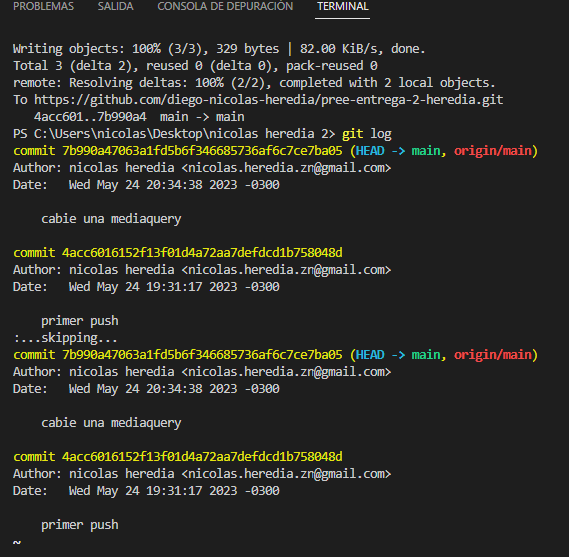 PROBLEMAS SALIDA CONSOLA DE DEPURACIÓN TERMINAL
Writing objects: 100% (3/3), 329 bytes | 82.00 KiB/s, done.
Total 3 (delta 2), reused 0 (delta 0), pack-reused 0
remote: Resolving deltas: 100% (2/2), completed with 2 local objects.
To https://github.com/diego-nicolas-heredia/pree-entrega-2-heredia.git
   4acc601..7b990a4  main -> main
PS C:\Users\nicolas\Desktop\nicolas heredia 2> git log
commit 7b990a47063a1fd5b6f346685736af6c7ce7ba05 (HEAD -> main, origin/main)
Author: nicolas heredia <nicolas.heredia.zn@gmail.com>
Date:   Wed May 24 20:34:38 2023 -0300
    cabie una mediaquery
commit 4acc6016152f13f01d4a72aa7defdcd1b758048d
Author: nicolas heredia <nicolas.heredia.zn@gmail.com>
Date:   Wed May 24 19:31:17 2023 -0300
    primer push
:...skipping...
commit 7b990a47063a1fd5b6f346685736af6c7ce7ba05 (HEAD -> main, origin/main)
Author: nicolas heredia <nicolas.heredia.zn@gmail.com>
Date:   Wed May 24 20:34:38 2023 -0300
    cabie una mediaquery
commit 4acc6016152f13f01d4a72aa7defdcd1b758048d
Author: nicolas heredia <nicolas.heredia.zn@gmail.com>
Date:   Wed May 24 19:31:17 2023 -0300
    primer push
~